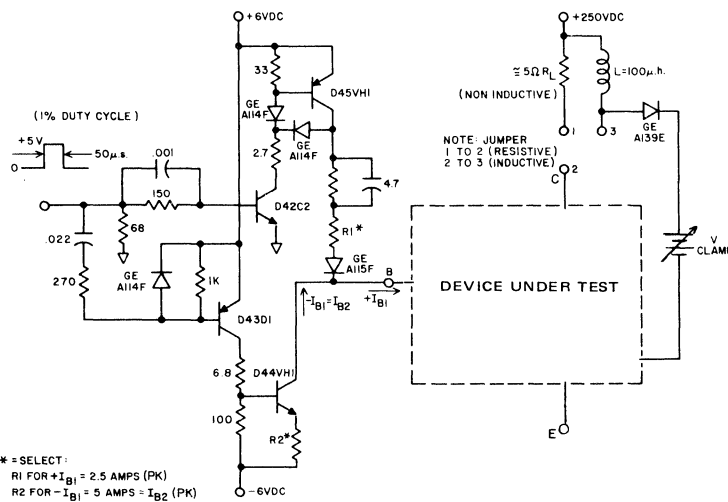 +6VDC
+250VDC
33
D45VH1
≅5Ω RL
L=100μ.h.
(NON INDUCTIVE)
(1% DUTY CYCLE)
GE
A114F
+5V
50μ.s.
0
.001
GE
A114F
2.7
150
D42C2
4.7
1
3
GE
A139E
NOTE: JUMPER
1 TO 2 (RESISTIVE)
2 TO 3 (INDUCTIVE)
2
C
.022
68
R1*
GE
A115F
V
CLAMP
270
GE
A114F
1K
B
-IB1=IB2
+IB1
DEVICE UNDER TEST
D43D1
6.8
D44VH1
100
R2*
E
-6VDC
* = SELECT:
R1 FOR +IB1 = 2.5 AMPS (PK)
R2 FOR -IB1 = 5 AMPS = IB2 (PK)